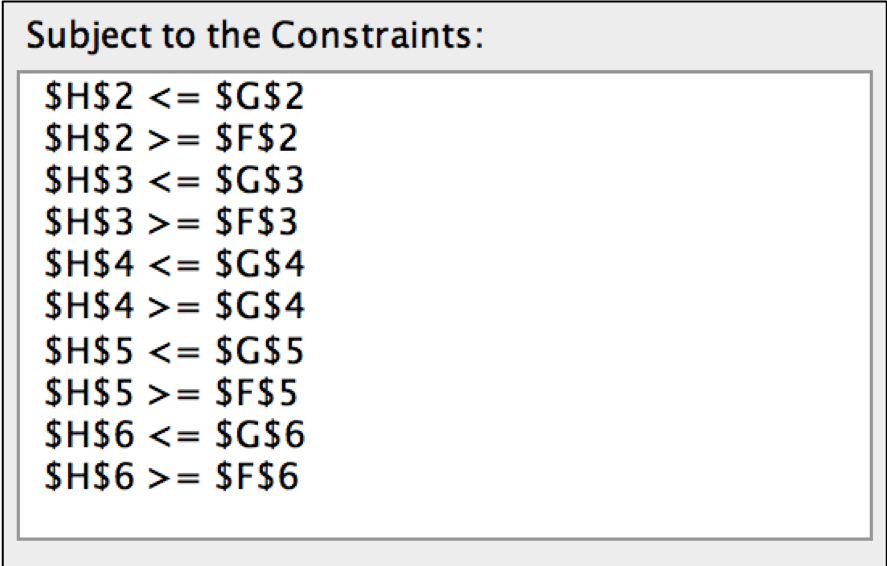 Subject to the Constraints:
$H$2 <= $G$2
$H$2 >= $F$2
$H$3 <= $G$3
$H$3 >= $F$3
$H$4 <= $G$4
$H$4 >= $G$4
$H$5 <= $G$5
$H$5 >= $F$5
$H$6 <= $G$6
$H$6 >= $F$6